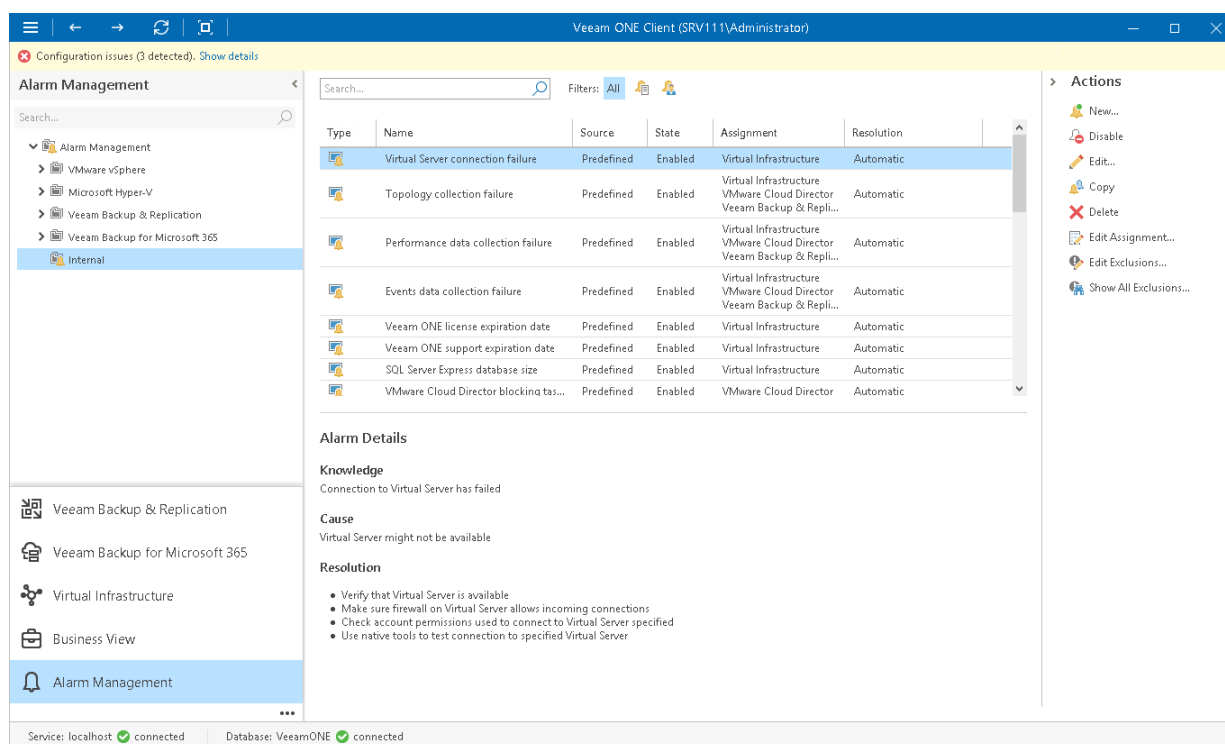 Veeam ONE Client (SRV111\Administrator)
Configuration issues (3 detected). Show details
Alarm Management
Search...
Alarm Management
VMware vSphere
Microsoft Hyper-V
Veeam Backup & Replication
Veeam Backup for Microsoft 365
Internal
Veeam Backup & Replication
Veeam Backup for Microsoft 365
Virtual Infrastructure
Business View
Alarm Management
Search... Filters: All
Type Name Source State Assignment Resolution
Virtual Server connection failure Predefined Enabled Virtual Infrastructure Automatic
Virtual Infrastructure
Topology collection failure Predefined Enabled VMware Cloud Director Automatic
Veeam Backup & Repli...
Virtual Infrastructure
Performance data collection failure Predefined Enabled VMware Cloud Director Automatic
Veeam Backup & Repli...
Virtual Infrastructure
Events data collection failure Predefined Enabled VMware Cloud Director Automatic
Veeam Backup & Repli...
Veeam ONE license expiration date Predefined Enabled Virtual Infrastructure Automatic
Veeam ONE support expiration date Predefined Enabled Virtual Infrastructure Automatic
SQL Server Express database size Predefined Enabled Virtual Infrastructure Automatic
VMware Cloud Director blocking tas... Predefined Enabled VMware Cloud Director Automatic
Alarm Details
Knowledge
Connection to Virtual Server has failed
Cause
Virtual Server might not be available
Resolution
• Verify that Virtual Server is available
• Make sure firewall on Virtual Server allows incoming connections
• Check account permissions used to connect to Virtual Server specified
• Use native tools to test connection to specified Virtual Server
Actions
New...
Disable
Edit...
Copy
Delete
Edit Assignment...
Edit Exclusions...
Show All Exclusions...
Service: localhost connected Database: VeeamONE connected